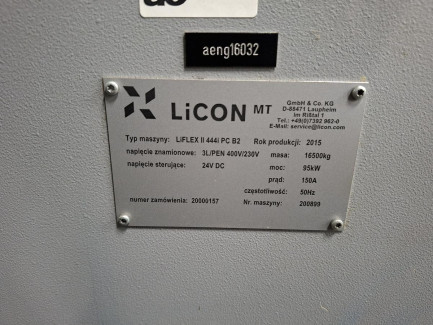 aeng16032
LiCON MT
GmbH & Co. KG
D-88471 Laupheim
Im Rißtal 1
Tel.: +49(0)7392 962-0
E-Mail: service@licon.com
Typ maszyny: LiFLEX II 444i PC B2 Rok produkcji: 2015
napięcie znamionowe: 3L/PEN 400V/230V masa: 16500kg
napięcie sterujące: 24V DC moc: 95kW
prąd: 150A
częstotliwość: 50Hz
numer zamówienia: 20000157 Nr maszyny: 200800